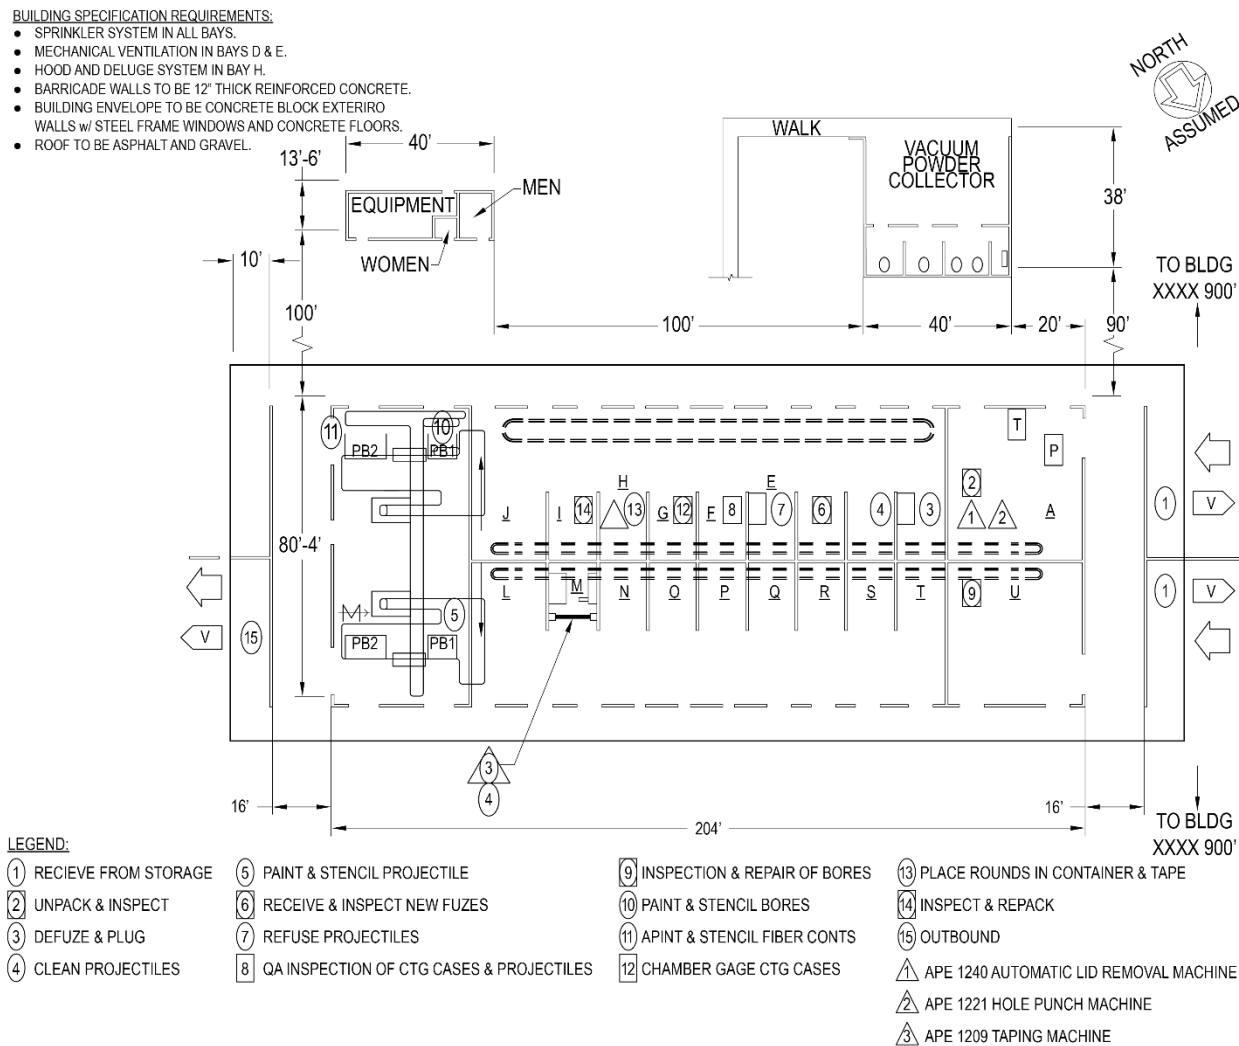 BUILDING SPECIFICATION REQUIREMENTS:
● SPRINKLER SYSTEM IN ALL BAYS.
● MECHANICAL VENTILATION IN BAYS D & E.
● HOOD AND DELUGE SYSTEM IN BAY H.
● BARRICADE WALLS TO BE 12" THICK REINFORCED CONCRETE.
● BUILDING ENVELOPE TO BE CONCRETE BLOCK EXTERIRO
WALLS w/ STEEL FRAME WINDOWS AND CONCRETE FLOORS.
● ROOF TO BE ASPHALT AND GRAVEL.
NORTH
ASSUMED
13'-6'
40'
EQUIPMENT
MEN
WOMEN
WALK
VACUUM
POWDER
COLLECTOR
38'
10'
100'
100'
40'
20'
90'
TO BLDG
XXXX 900'
11
10
PB2
PB1
T
P
H
E
2
J
I
14
13
G
12
F
8
7
6
4
3
1
2
A
1
V
80'-4'
L
M
N
O
P
Q
R
S
T
9
U
1
V
5
V
15
PB2
PB1
3
4
16'
204'
16'
TO BLDG
XXXX 900'
LEGEND:
1 RECIEVE FROM STORAGE
2 UNPACK & INSPECT
3 DEFUZE & PLUG
4 CLEAN PROJECTILES
5 PAINT & STENCIL PROJECTILE
6 RECEIVE & INSPECT NEW FUZES
7 REFUSE PROJECTILES
8 QA INSPECTION OF CTG CASES & PROJECTILES
9 INSPECTION & REPAIR OF BORES
10 PAINT & STENCIL BORES
11 APINT & STENCIL FIBER CONTS
12 CHAMBER GAGE CTG CASES
13 PLACE ROUNDS IN CONTAINER & TAPE
14 INSPECT & REPACK
15 OUTBOUND
1 APE 1240 AUTOMATIC LID REMOVAL MACHINE
2 APE 1221 HOLE PUNCH MACHINE
3 APE 1209 TAPING MACHINE